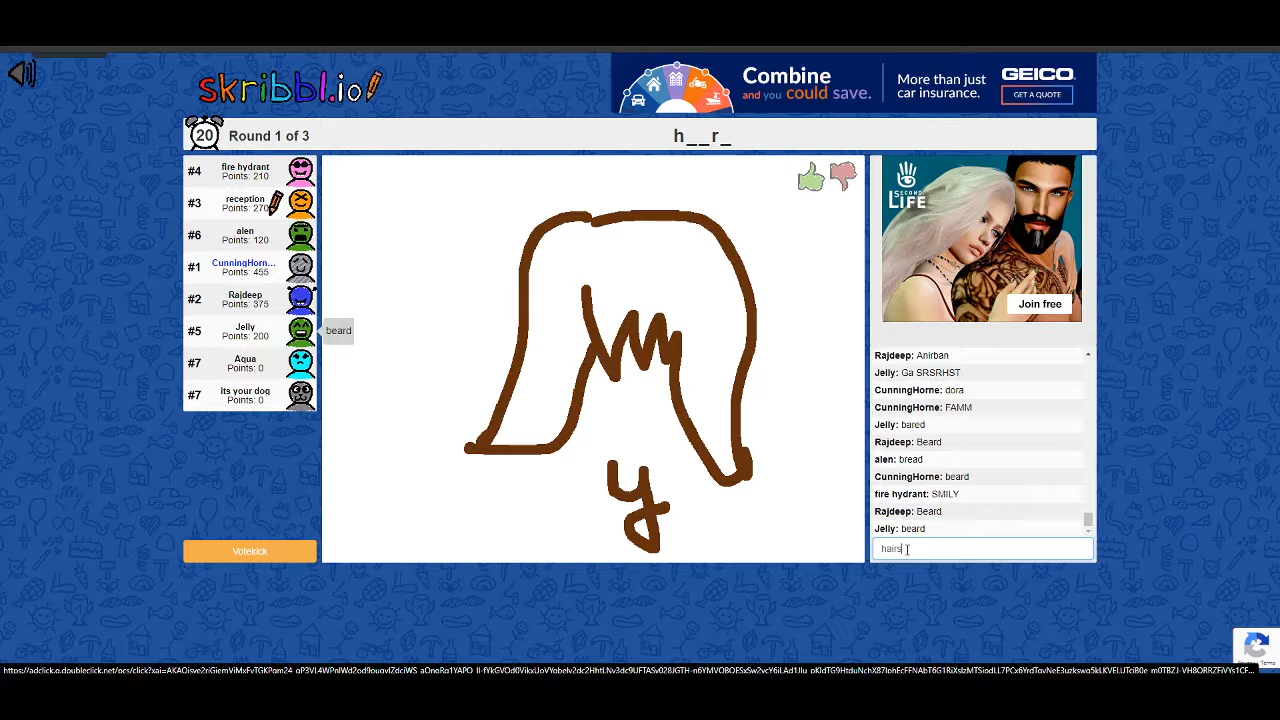 skribbl.io
Combine
and you could save.
More than just
car insurance.
GEICO
GET A QUOTE
20
Round 1 of 3
h__r_
#4
fire hydrant
Points: 210
#3
reception
Points: 270
#6
alen
Points: 120
#1
CunningHorn...
Points: 455
#2
Rajdeep
Points: 375
#5
Jelly
Points: 200
beard
#7
Aqua
Points: 0
#7
its your dog
Points: 0
Votekick
y
SECOND
LIFE
Join free
Rajdeep: Anirban
Jelly: Ga SRSRHST
CunningHorne: dora
CunningHorne: FAMM
Jelly: bared
Rajdeep: Beard
alen: bread
CunningHorne: beard
fire hydrant: SMILY
Rajdeep: Beard
Jelly: beard
hairs